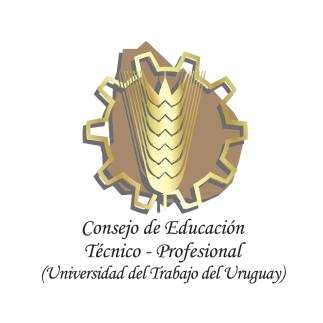 Consejo de Educación
Técnico - Profesional
(Universidad del Trabajo del Uruguay)